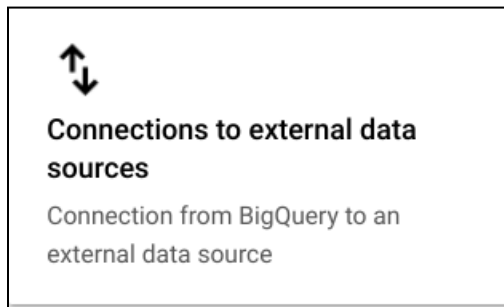 Connections to external data
sources
Connection from BigQuery to an
external data source